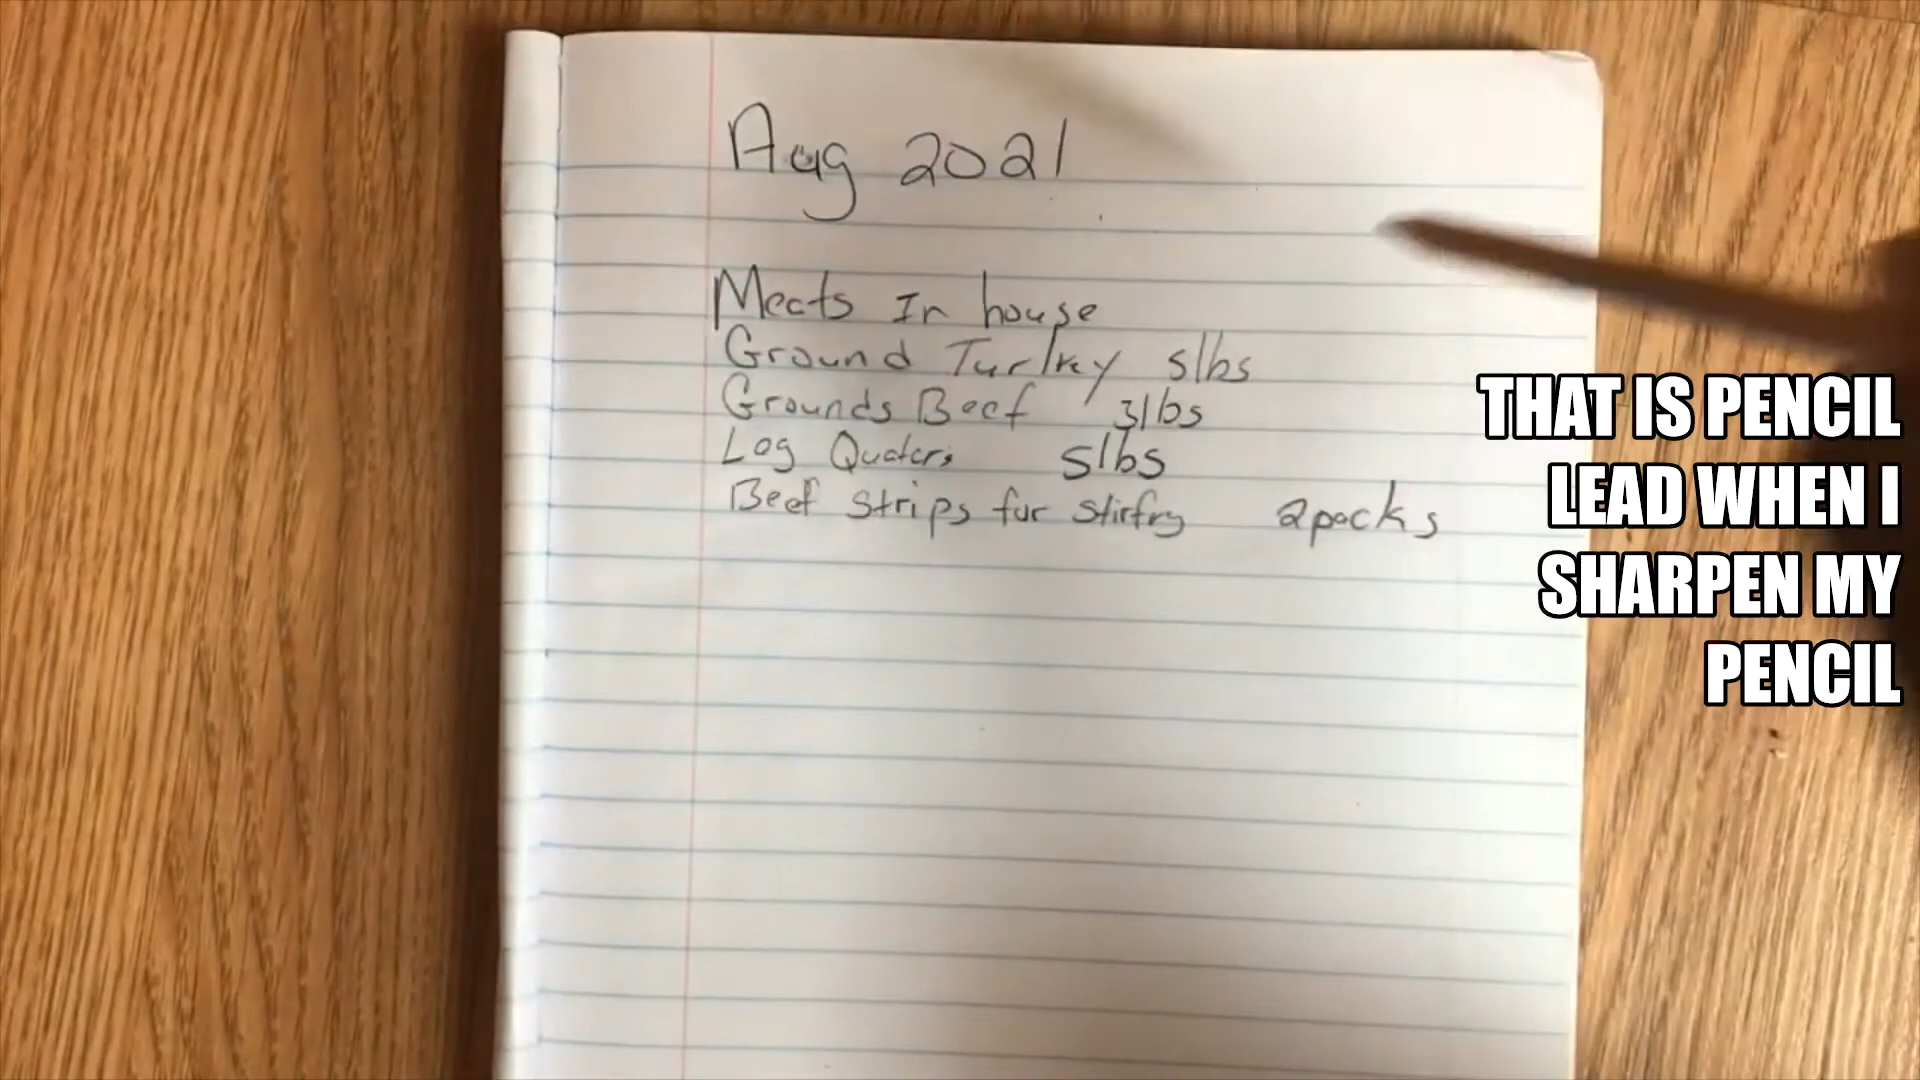 Aug 2021
Meats In house
Ground Turkey 5lbs
Grounds Beef 3lbs
Leg Quaters 5lbs
Beef Strips fur stirfry 2packs
THAT IS PENCIL
LEAD WHEN I
SHARPEN MY
PENCIL